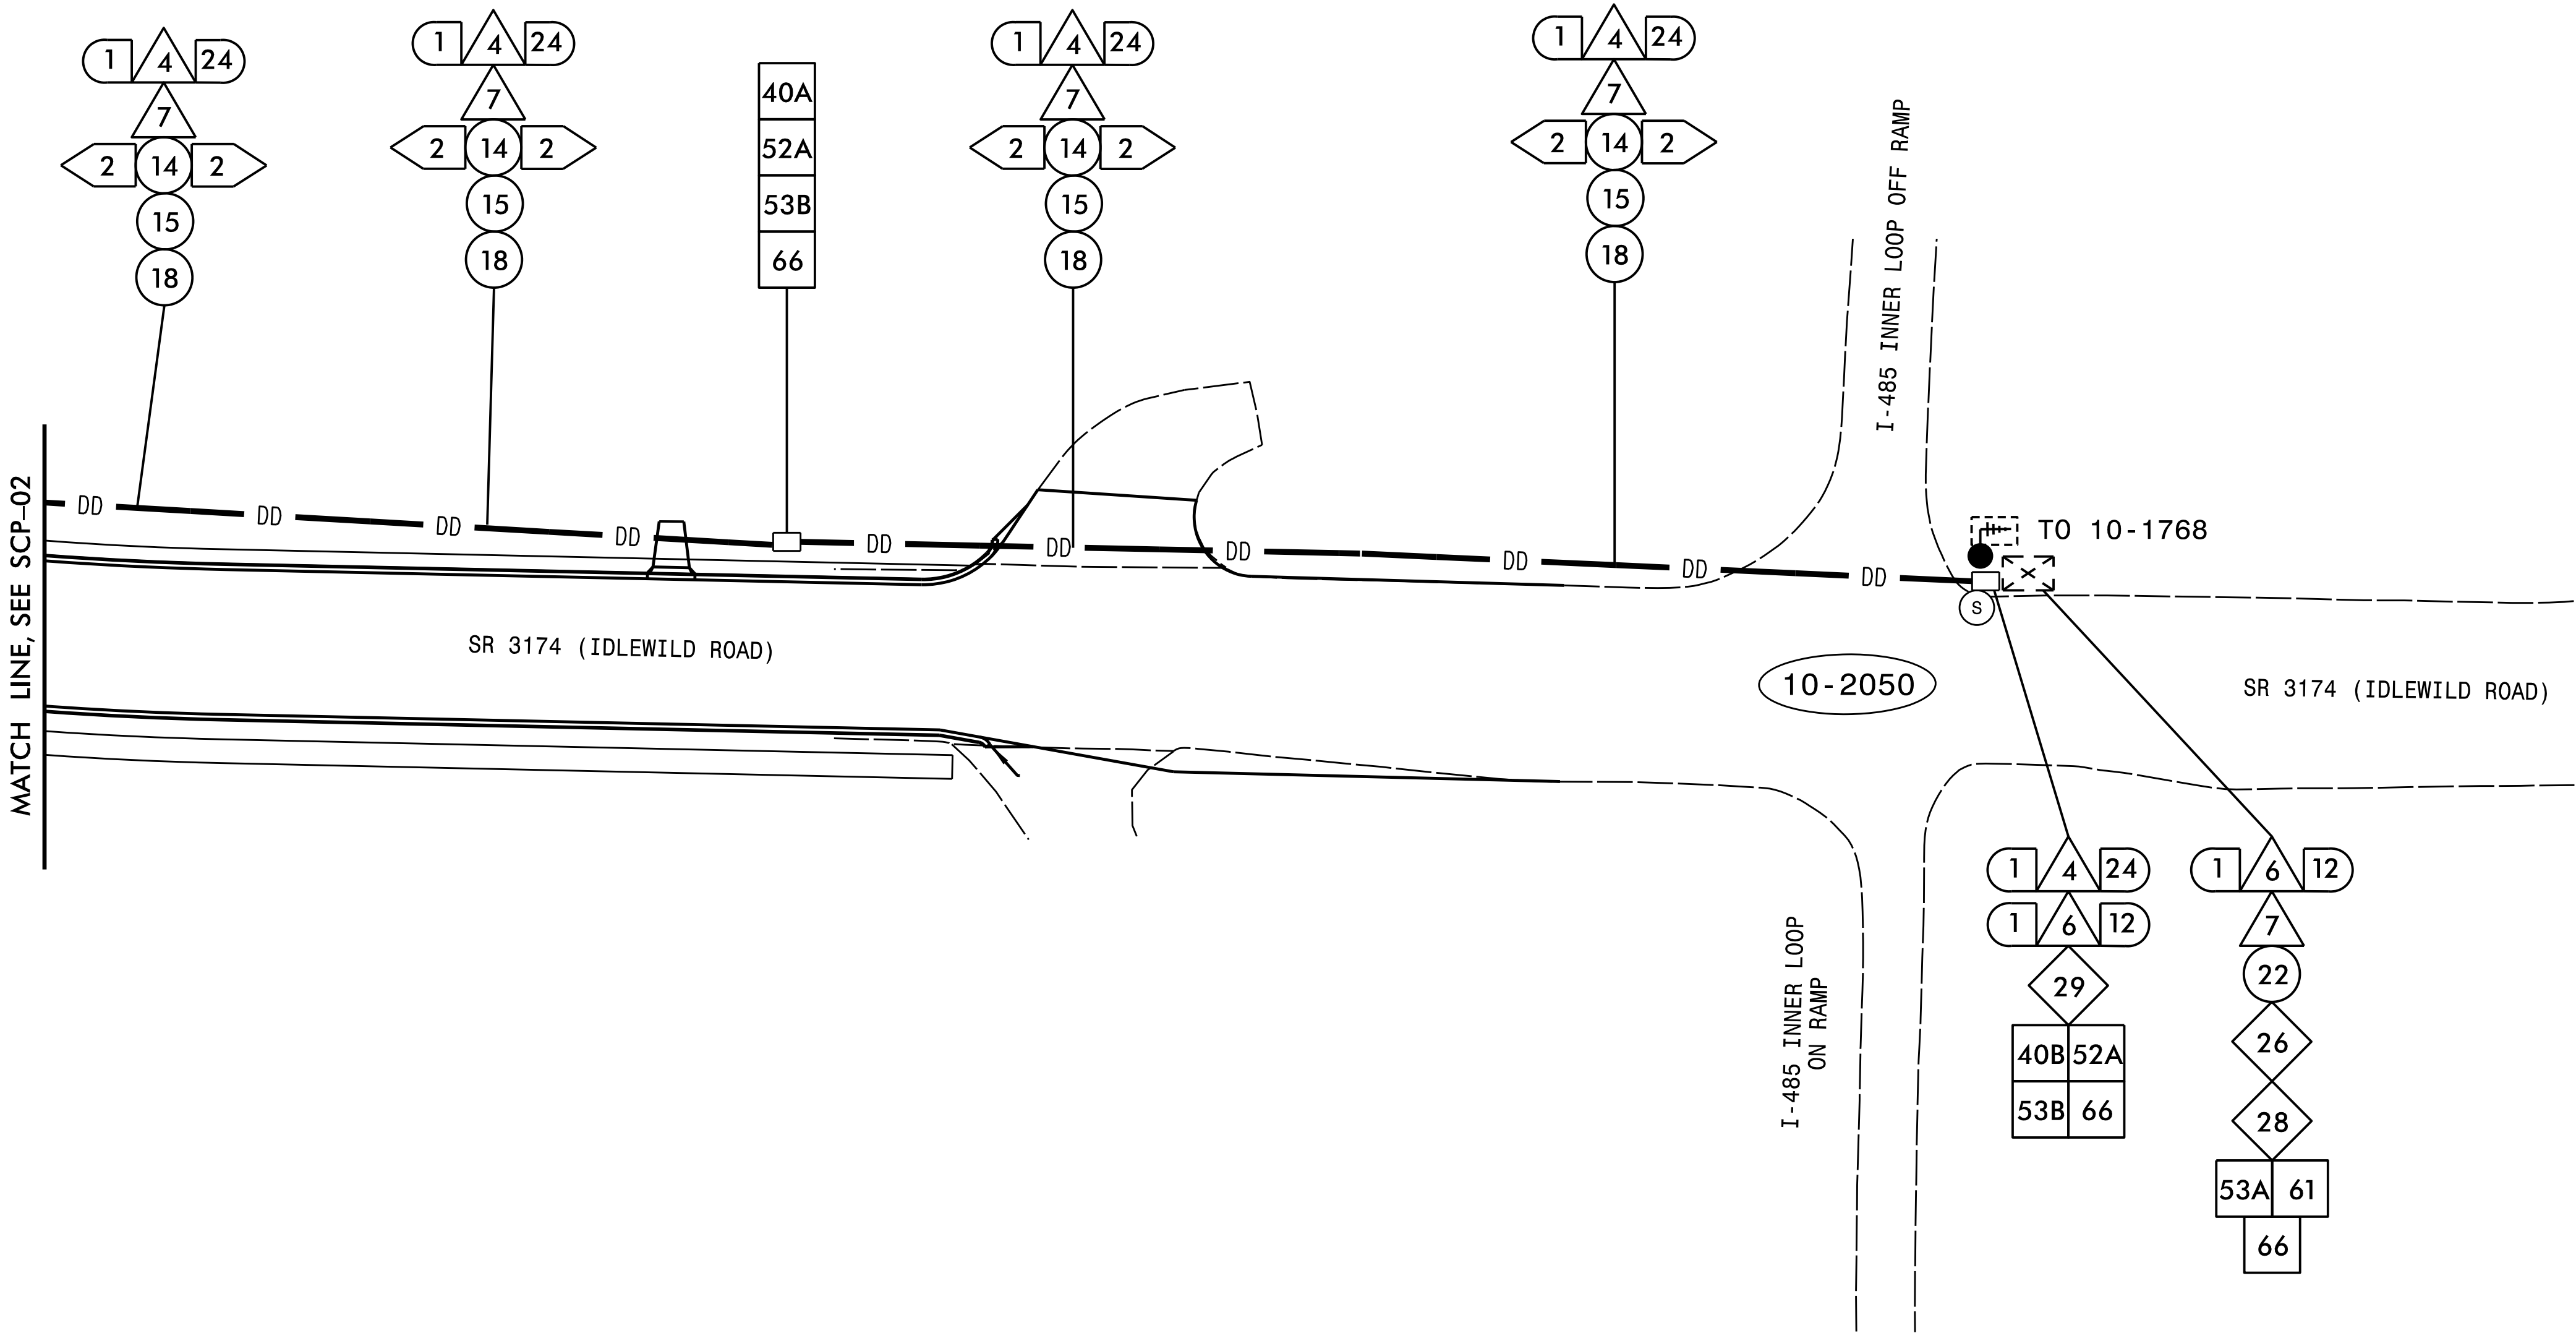 1 4 24
7
2 14 2
15
18
1 4 24
7
2 14 2
15
18
40A
52A
53B
66
1 4 24
7
2 14 2
15
18
1 4 24
7
2 14 2
15
18
I-485 INNER LOOP OFF RAMP
MATCH LINE, SEE SCP-02
DD DD DD DD DD DD DD DD DD DD
TO 10-1768
S
SR 3174 (IDLEWILD ROAD)
10-2050
SR 3174 (IDLEWILD ROAD)
I-485 INNER LOOP
ON RAMP
1 4 24
1 6 12
29
40B 52A
53B 66
1 6 12
7
22
26
28
53A 61
66